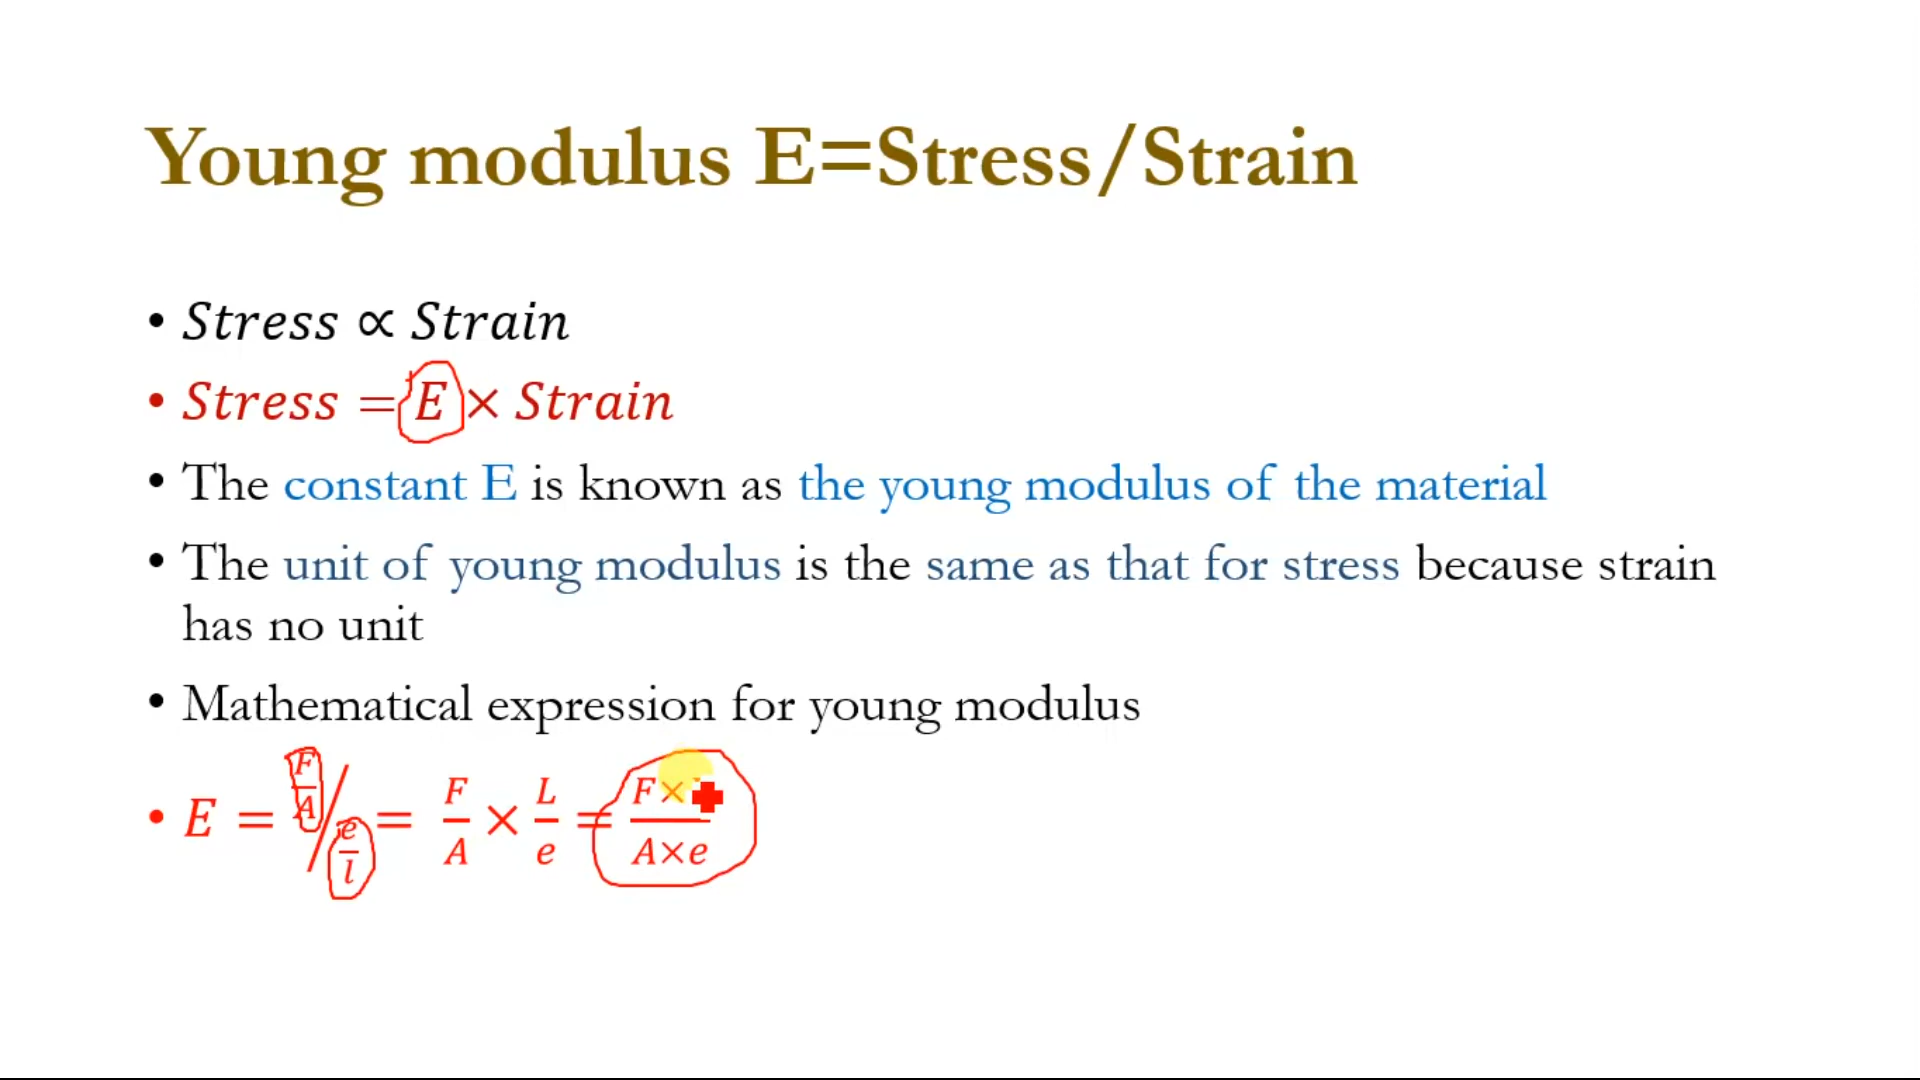 Young modulus E=Stress/Strain
• Stress ∝ Strain
• Stress = E × Strain
• The constant E is known as the young modulus of the material
• The unit of young modulus is the same as that for stress because strain
has no unit
• Mathematical expression for young modulus
• E = F/A / e/l = F/A × L/e = F× / A×e